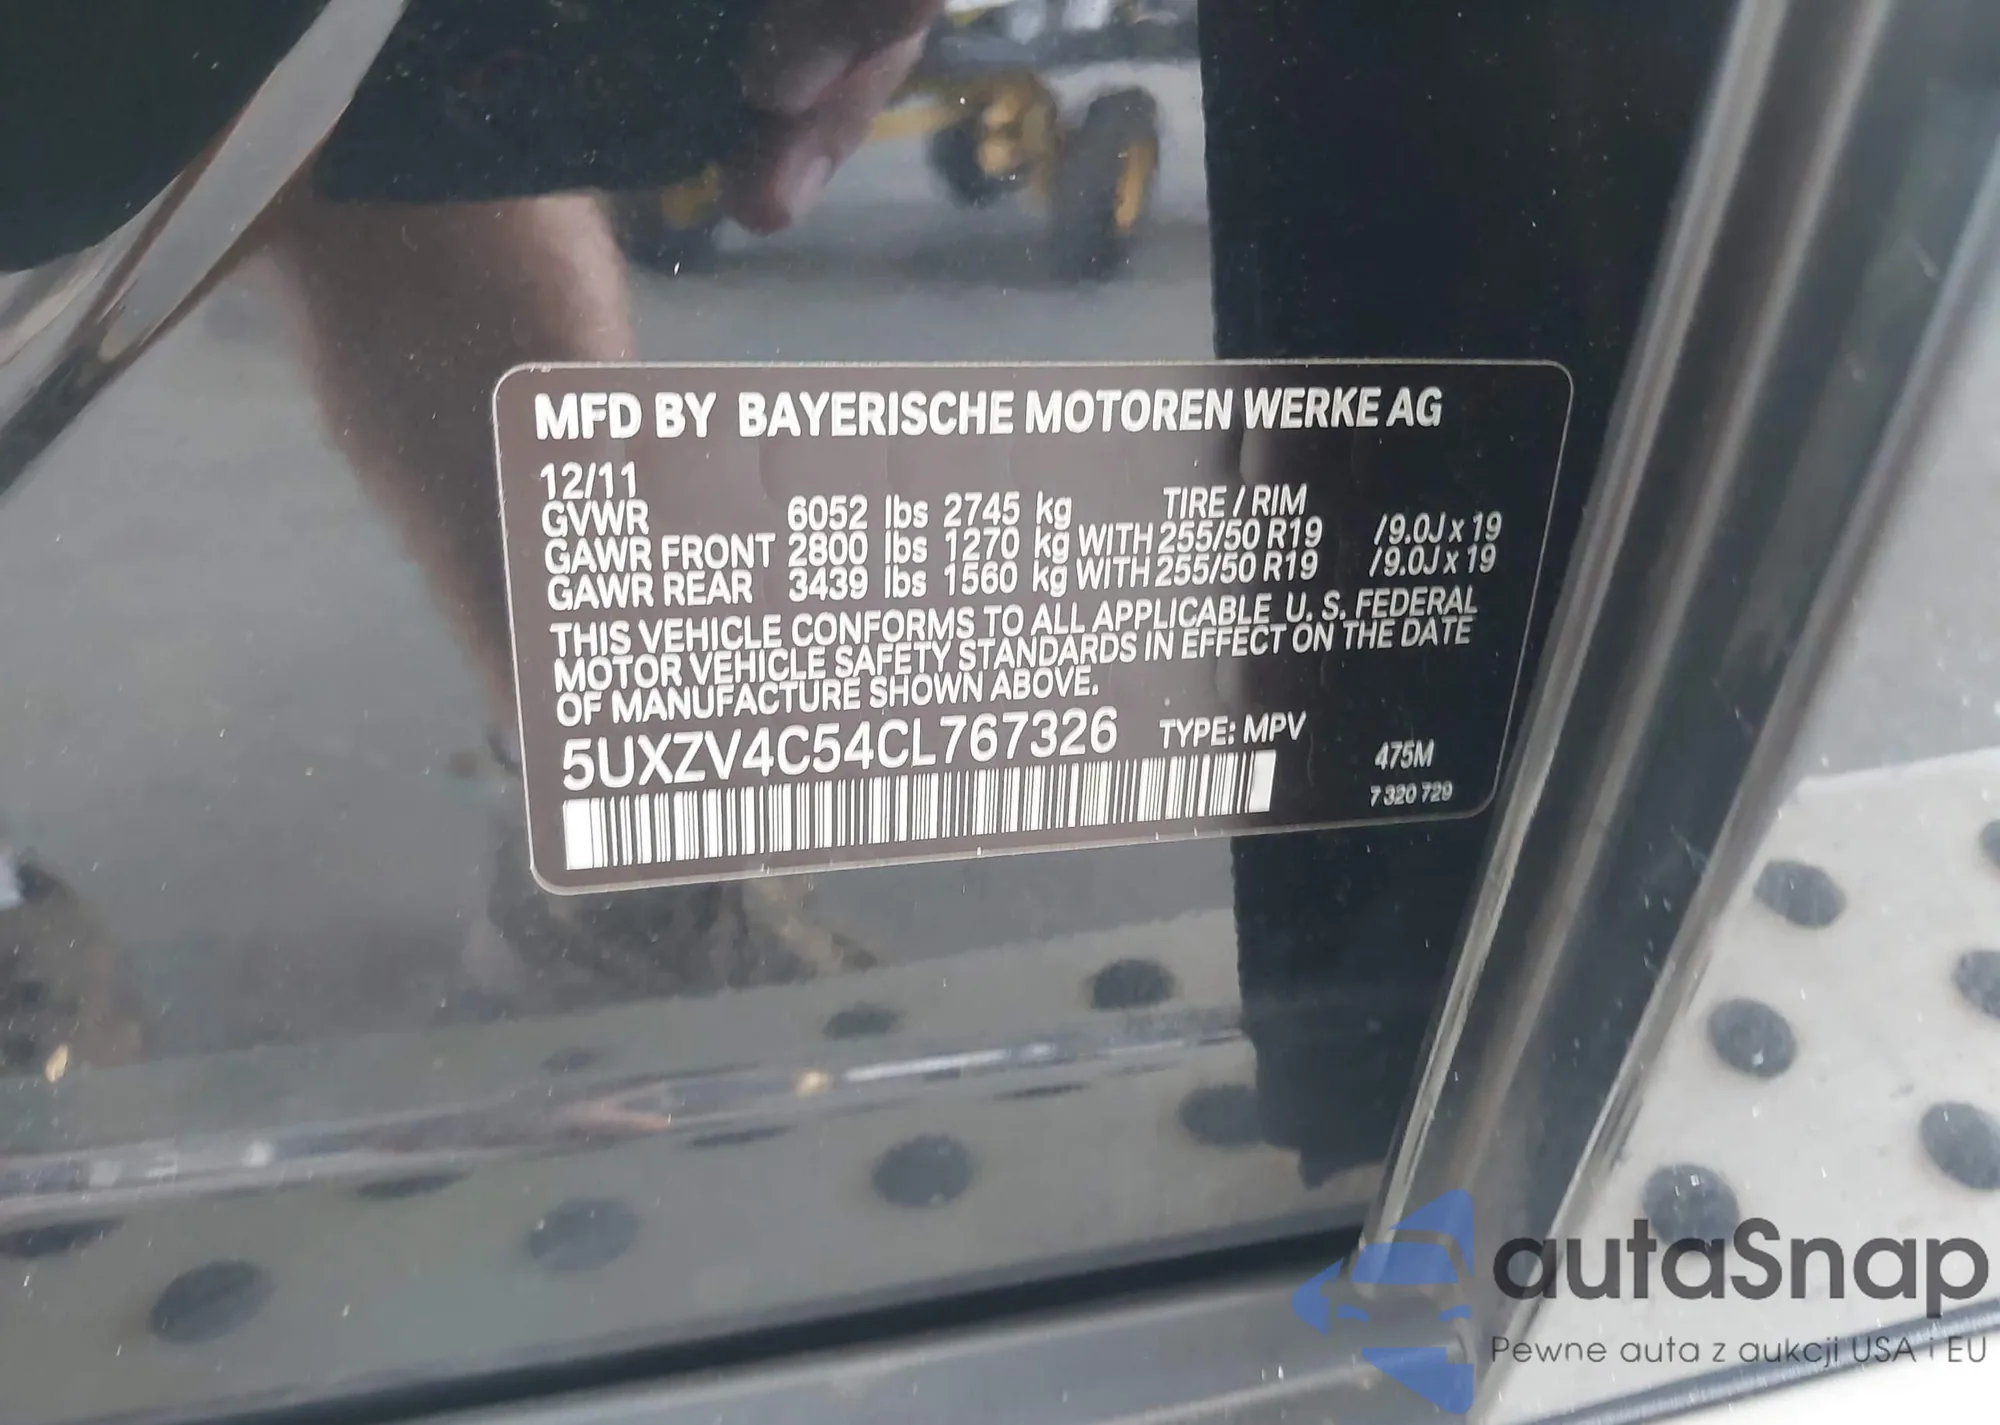 MFD BY BAYERISCHE MOTOREN WERKE AG
12/11
GVWR 6052 lbs 2745 kg TIRE / RIM
GAWR FRONT 2800 lbs 1270 kg WITH 255/50 R19 /9.0J x 19
GAWR REAR 3439 lbs 1560 kg WITH 255/50 R19 /9.0J x 19
THIS VEHICLE CONFORMS TO ALL APPLICABLE U. S. FEDERAL
MOTOR VEHICLE SAFETY STANDARDS IN EFFECT ON THE DATE
OF MANUFACTURE SHOWN ABOVE.
5UXZV4C54CL767326 TYPE: MPV
475M
7 320 729
autaSnap
Pewne auta z aukcji USA i EU